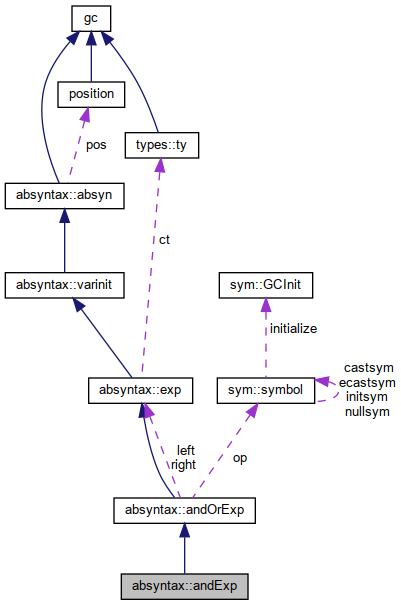 gc
position
pos
types::ty
absyntax::absyn
ct
absyntax::varinit
sym::GCInit
initialize
absyntax::exp
sym::symbol
castsym
ecastsym
initsym
nullsym
left
right
op
absyntax::andOrExp
absyntax::andExp